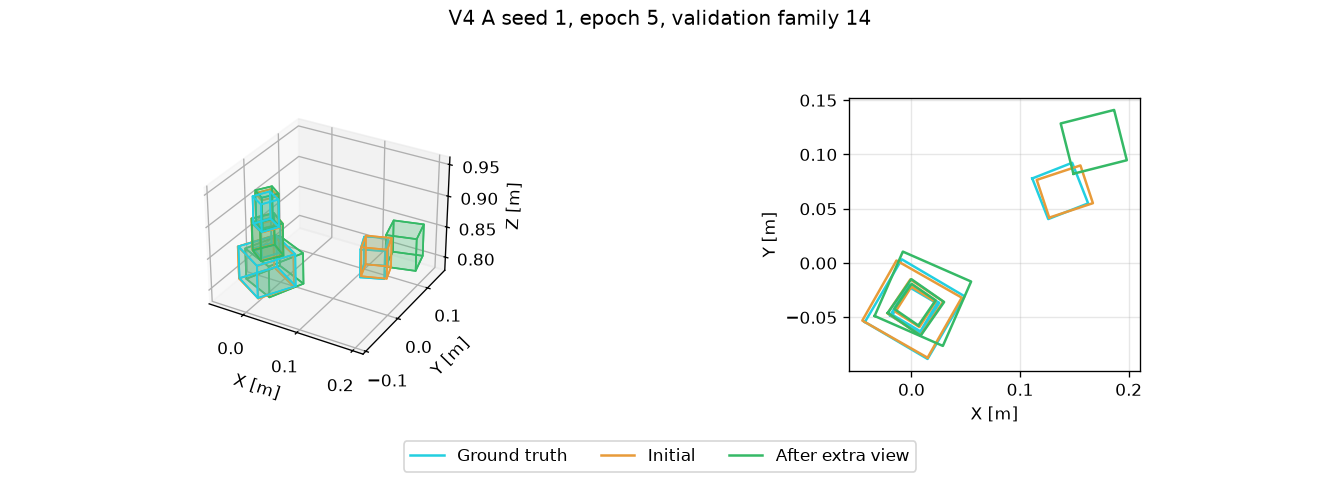 V4 A seed 1, epoch 5, validation family 14
0.95
0.90
0.85
0.80
Z [m]
0.0
0.1
0.2
X [m]
−0.1
0.0
0.1
Y [m]
0.15
0.10
0.05
0.00
−0.05
Y [m]
0.0
0.1
0.2
X [m]
Ground truth
Initial
After extra view